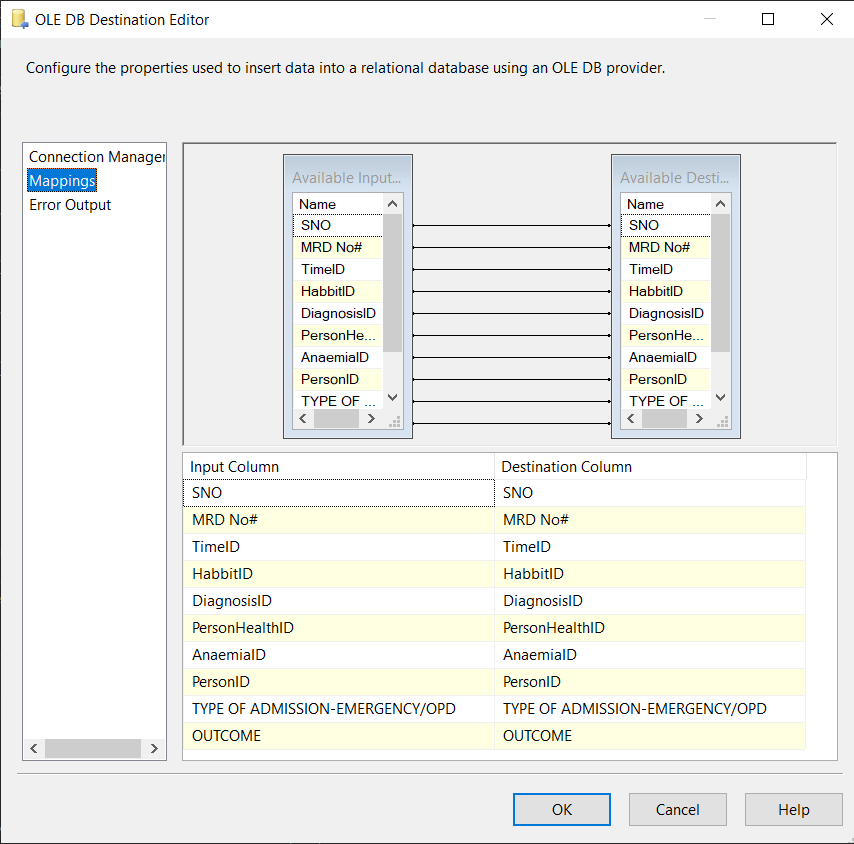 OLE DB Destination Editor
Configure the properties used to insert data into a relational database using an OLE DB provider.
Connection Manager
Mappings
Error Output
Available Input...
Name
SNO
MRD No#
TimeID
HabbitID
DiagnosisID
PersonHe...
AnaemiaID
PersonID
TYPE OF ...
Available Desti...
Name
SNO
MRD No#
TimeID
HabbitID
DiagnosisID
PersonHe...
AnaemiaID
PersonID
TYPE OF ...
Input Column Destination Column
SNO SNO
MRD No# MRD No#
TimeID TimeID
HabbitID HabbitID
DiagnosisID DiagnosisID
PersonHealthID PersonHealthID
AnaemiaID AnaemiaID
PersonID PersonID
TYPE OF ADMISSION-EMERGENCY/OPD TYPE OF ADMISSION-EMERGENCY/OPD
OUTCOME OUTCOME
OK Cancel Help